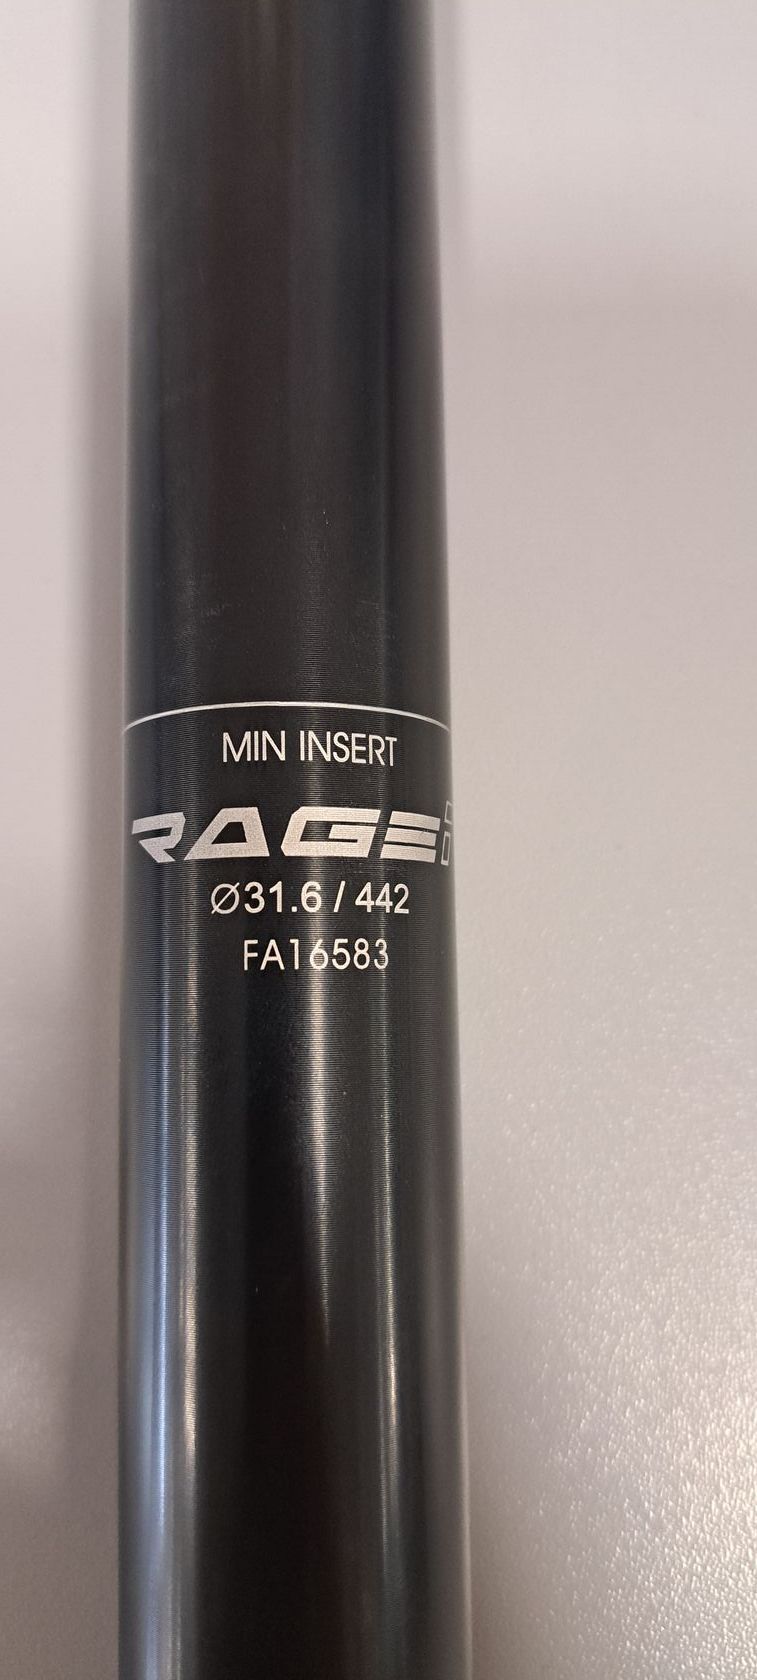 MIN INSERT
RAGE i
Ø31.6 / 442
FA16583